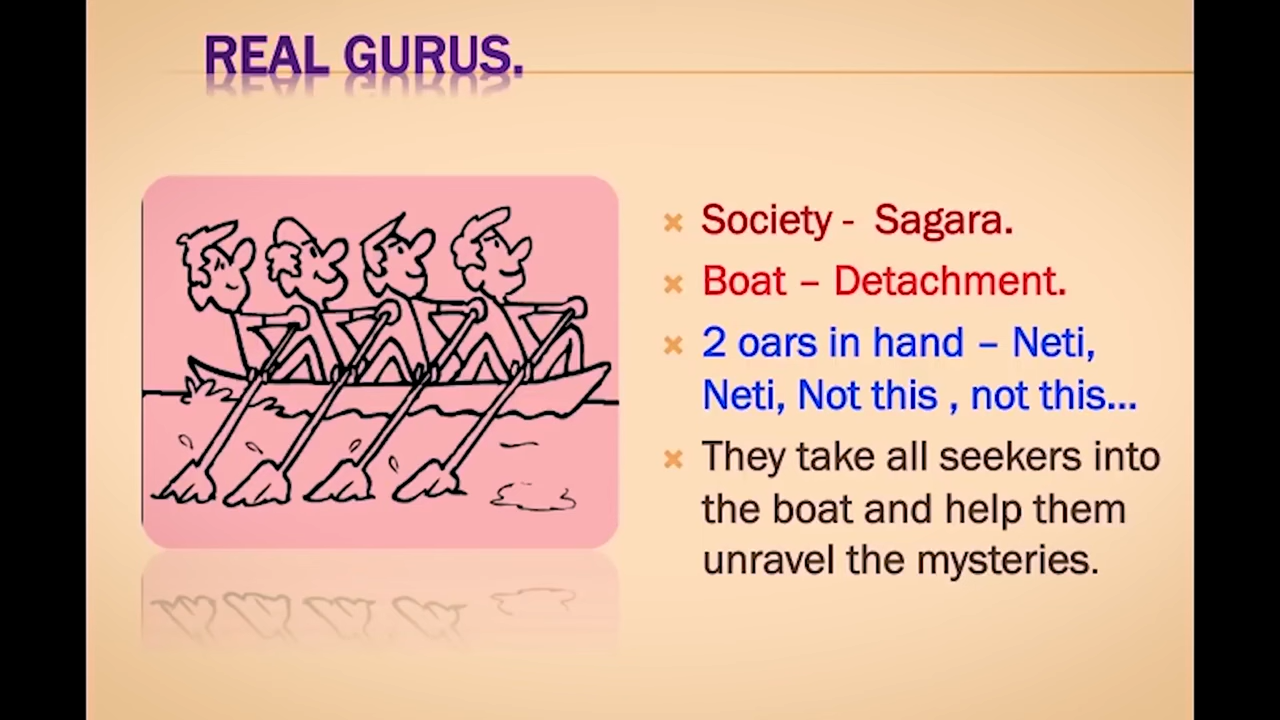 REAL GURUS.
Society - Sagara.
Boat – Detachment.
2 oars in hand – Neti,
Neti, Not this , not this...
They take all seekers into
the boat and help them
unravel the mysteries.